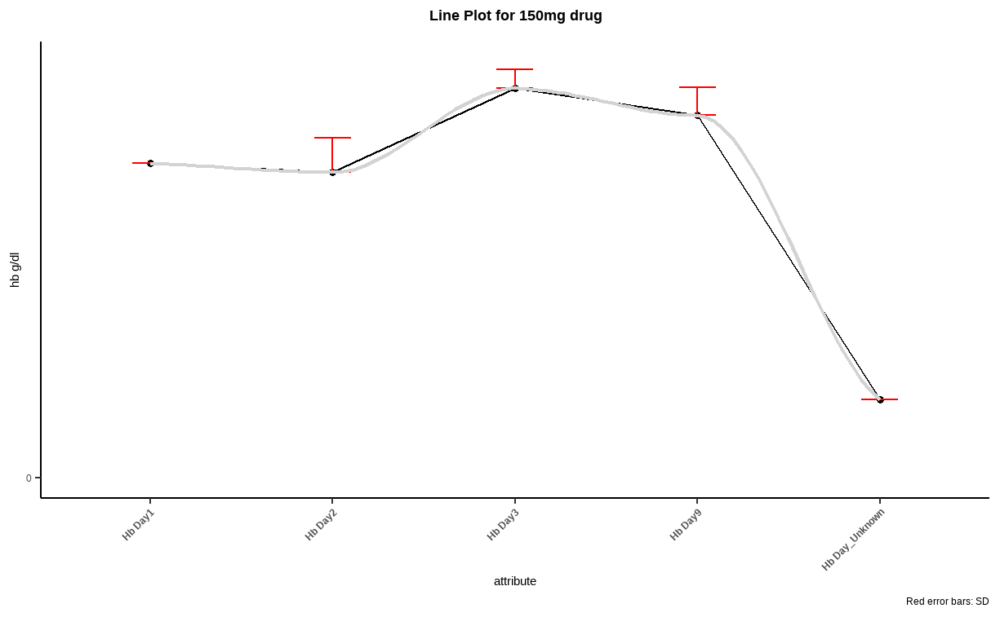 Line Plot for 150mg drug
hb g/dl
0
Hb Day1
Hb Day2
Hb Day3
Hb Day9
Hb Day_Unknown
attribute
Red error bars: SD